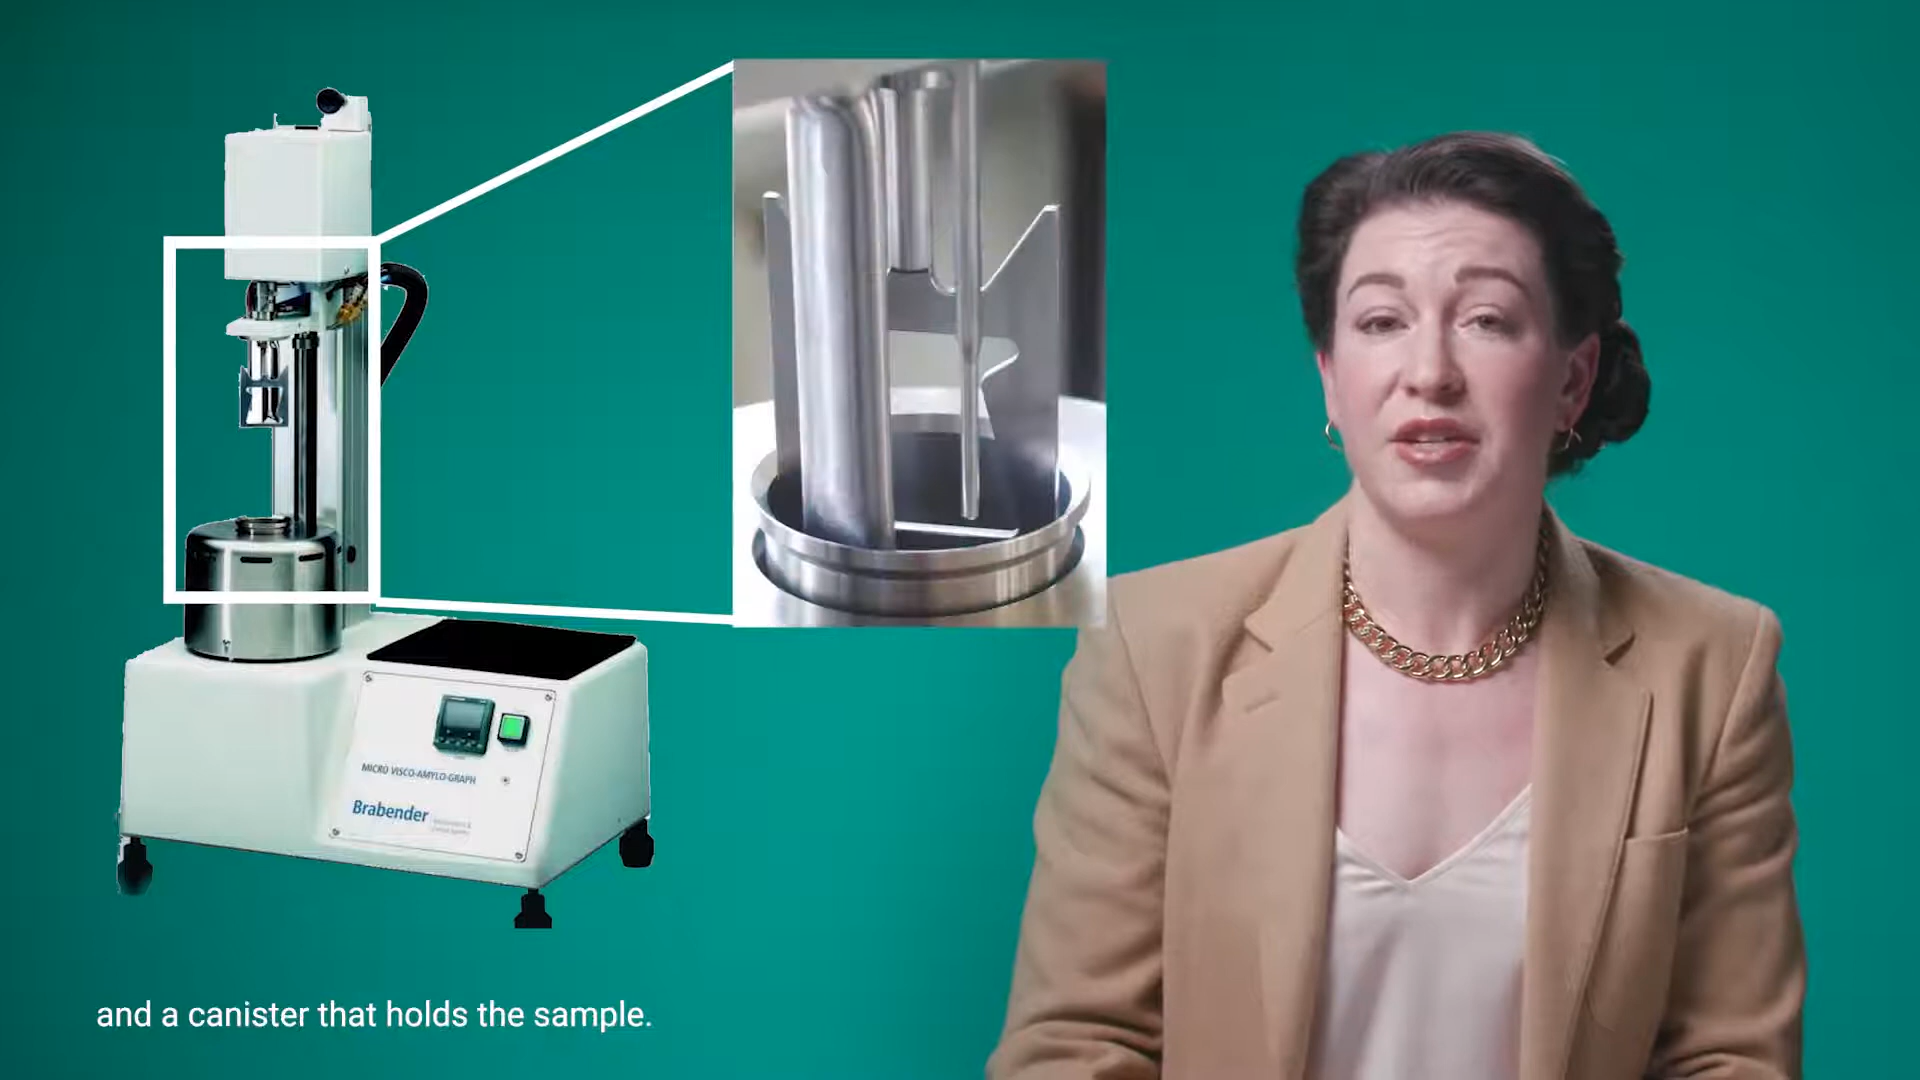 MICRO VISCO-AMYLO-GRAPH
Brabender
and a canister that holds the sample.